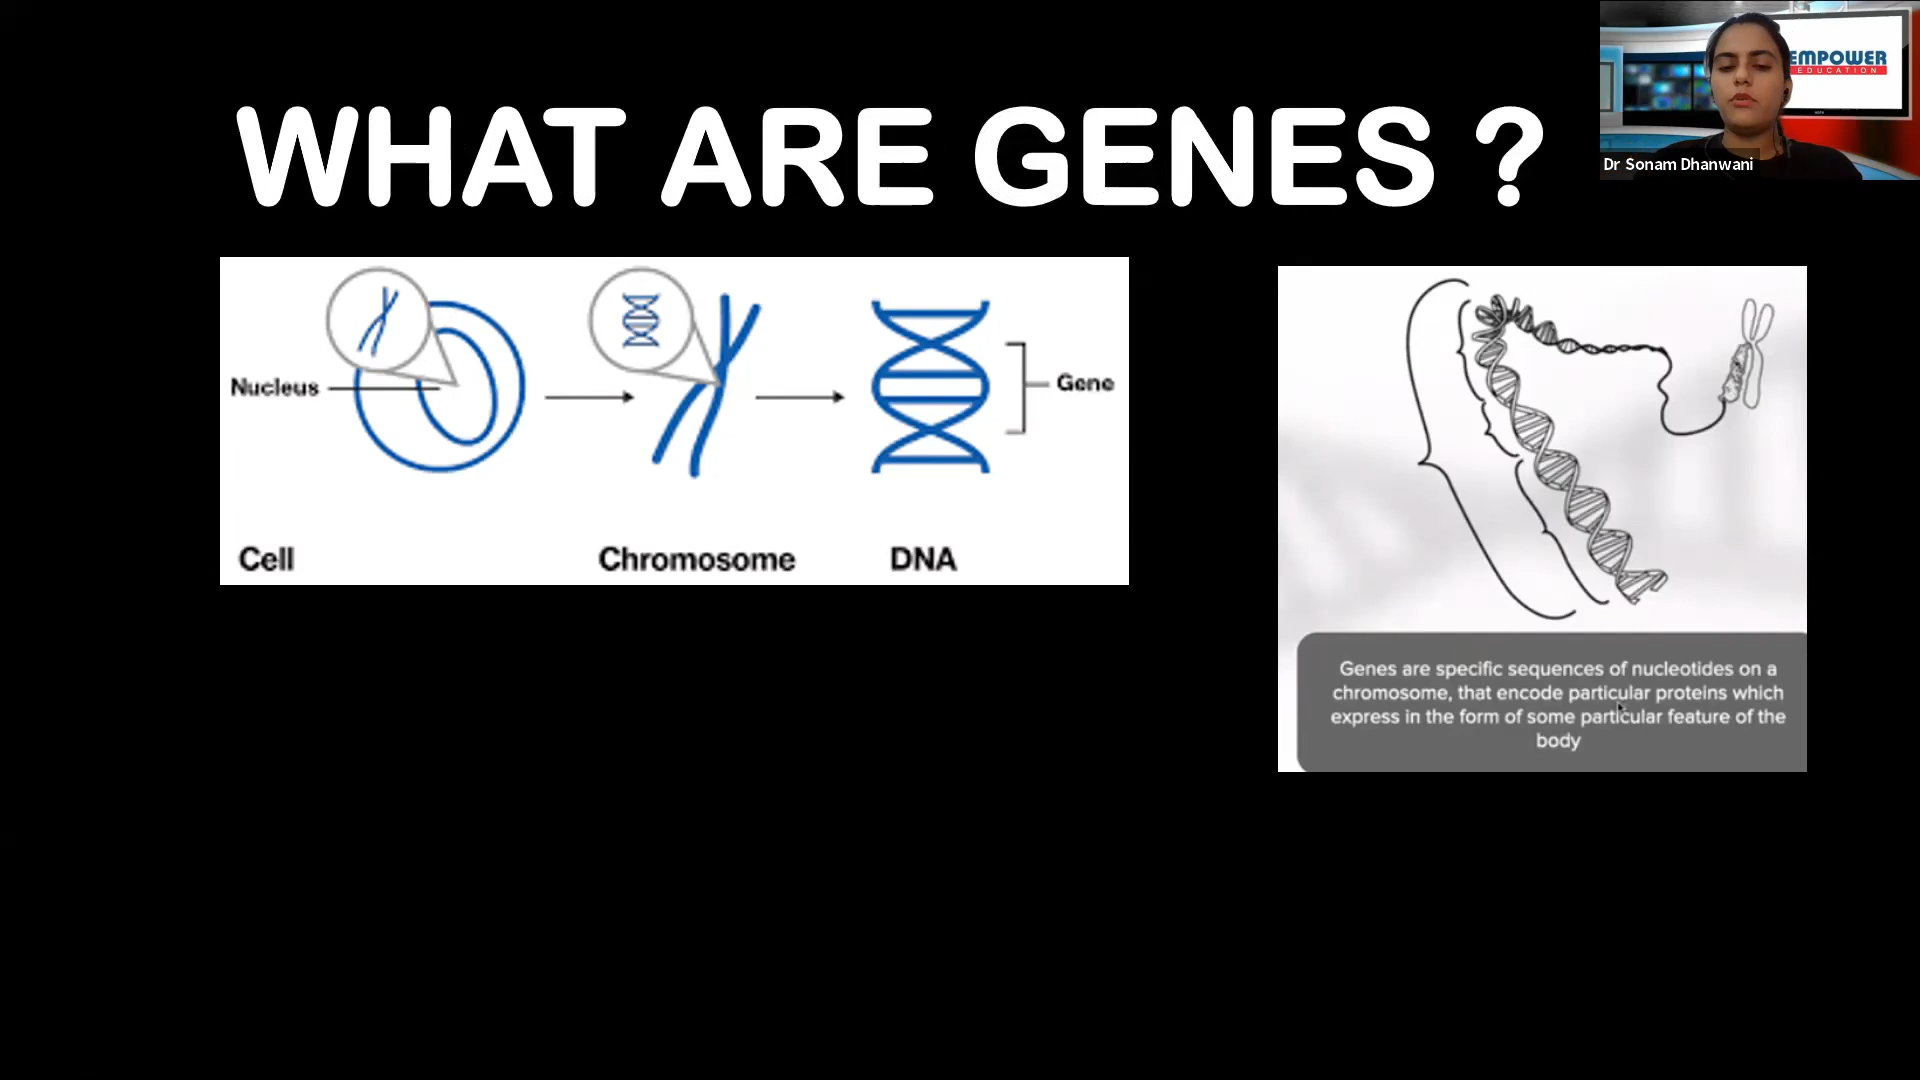 WHAT ARE GENES ?
EMPOWER
EDUCATION
Dr Sonam Dhanwani
Nucleus
Gene
Cell
Chromosome
DNA
Genes are specific sequences of nucleotides on a
chromosome, that encode particular proteins which
express in the form of some particular feature of the
body